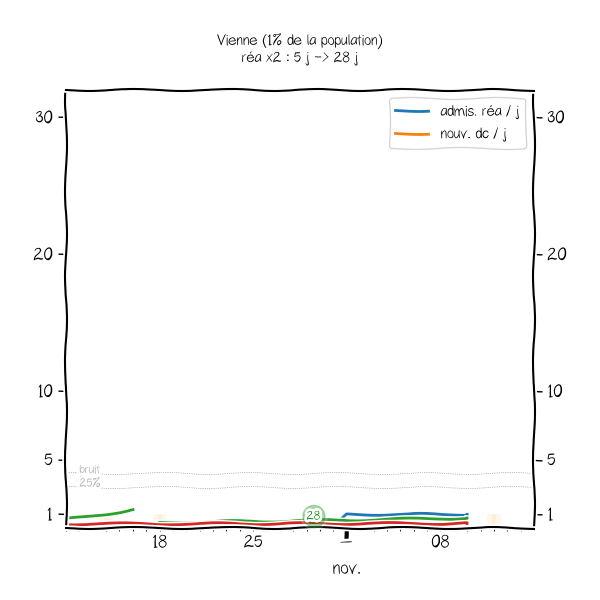 Vienne (1% de la population)
réa x2 : 5 j -> 28 j
admis. réa / j
nouv. dc / j
30
30
20
20
10
10
5
5
bruit
25%
1
28
1
18
25
1
08
nov.